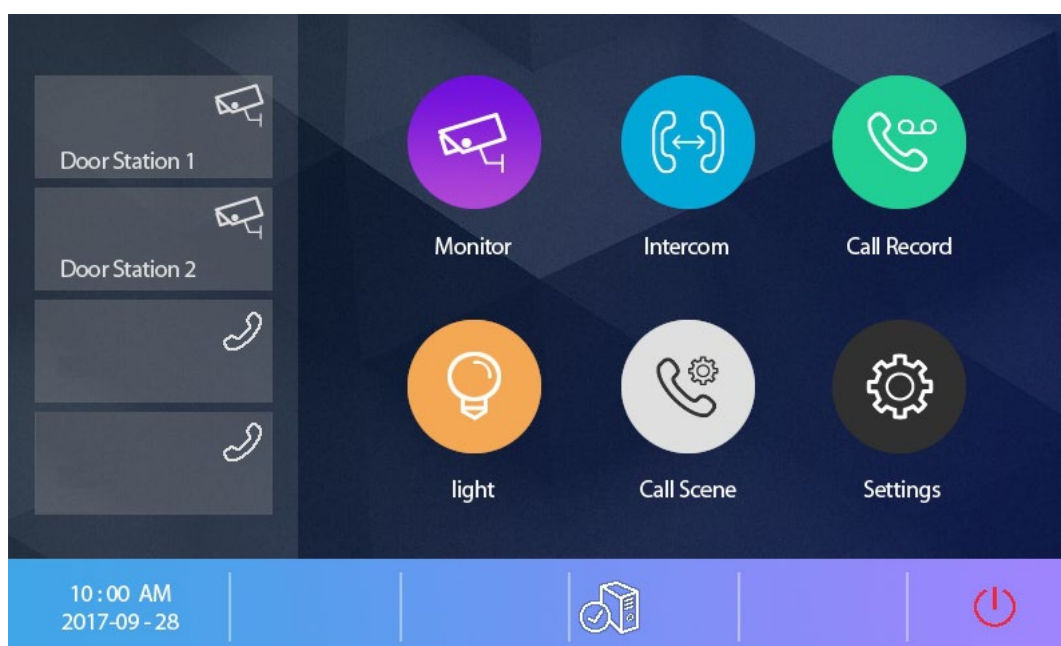 Door Station 1
Door Station 2
Monitor
Intercom
Call Record
light
Call Scene
Settings
10:00 AM
2017-09-28